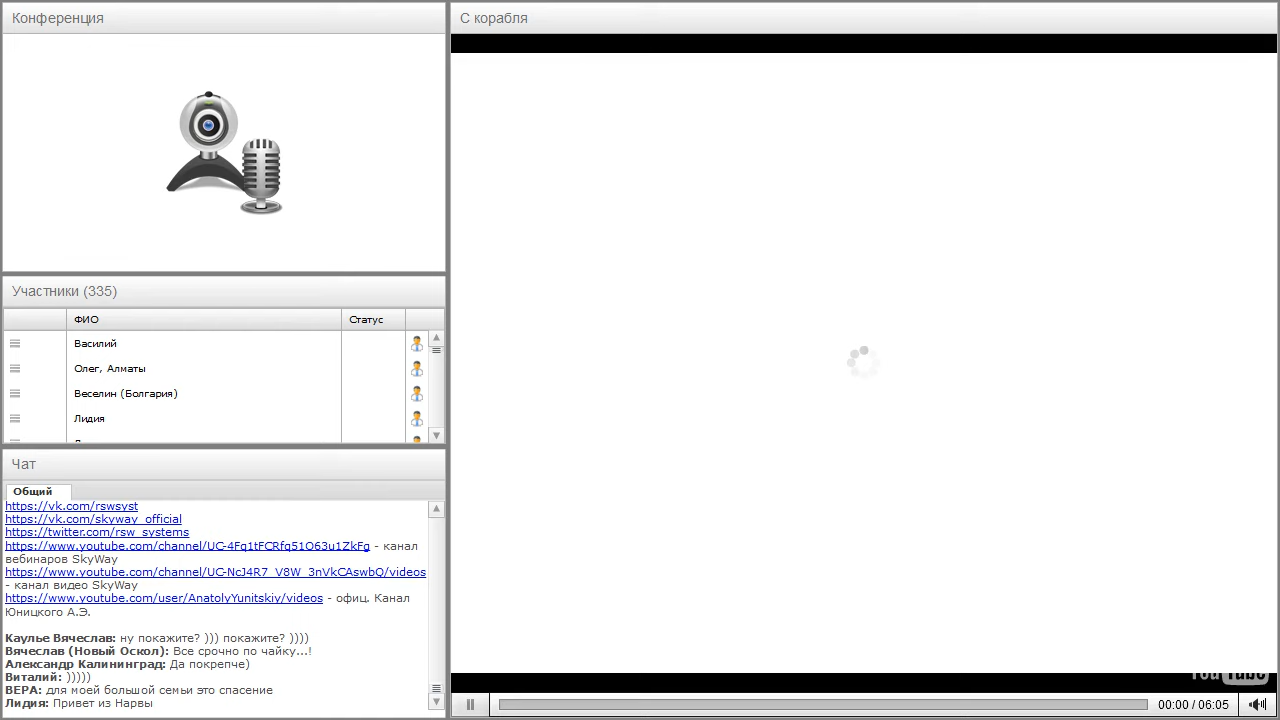 Конференция
С корабля
Участники (335)
ФИО
Статус
Василий
Олег, Алматы
Веселин (Болгария)
Лидия
Чат
Общий
https://vk.com/rswsyst
https://vk.com/skyway_official
https://twitter.com/rsw_systems
https://www.youtube.com/channel/UC-4Fq1tFCRfq51O63u1ZkFg - канал
вебинаров SkyWay
https://www.youtube.com/channel/UC-NcJ4R7_V8W_3nVkCAswbQ/videos
- канал видео SkyWay
https://www.youtube.com/user/AnatolyYunitskiy/videos - офиц. Канал
Юницкого А.Э.
Каулье Вячеслав: ну покажите? ))) покажите? ))))
Вячеслав (Новый Оскол): Все срочно по чайку...!
Александр Калининград: Да покрепче)
Виталий: )))))
ВЕРА: для моей большой семьи это спасение
Лидия: Привет из Нарвы
YouTube
00:00 / 06:05